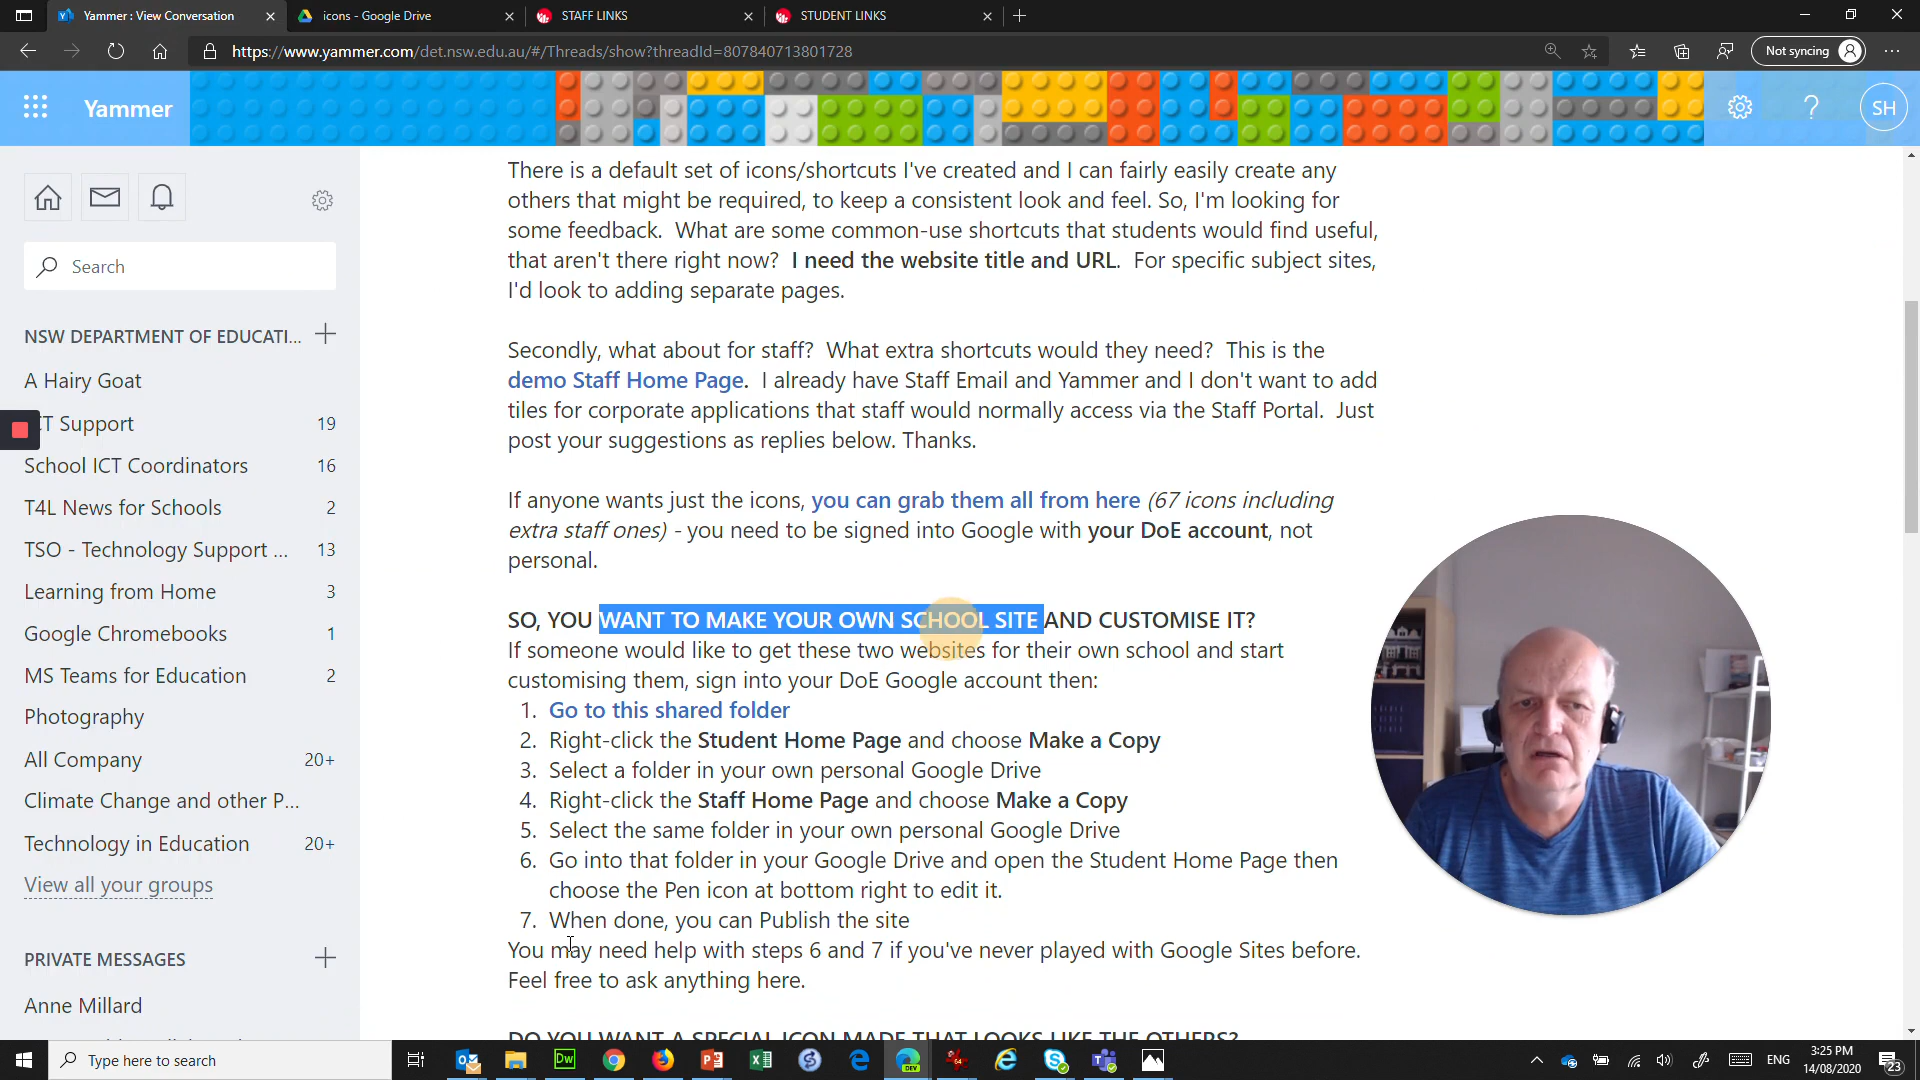 Yammer : View Conversation
icons - Google Drive
STAFF LINKS
STUDENT LINKS
https://www.yammer.com/det.nsw.edu.au/#/Threads/show?threadId=807840713801728
Not syncing
Yammer
SH
Search
NSW DEPARTMENT OF EDUCATI...
A Hairy Goat
CT Support 19
School ICT Coordinators 16
T4L News for Schools 2
TSO - Technology Support ... 13
Learning from Home 3
Google Chromebooks 1
MS Teams for Education 2
Photography
All Company 20+
Climate Change and other P...
Technology in Education 20+
View all your groups
PRIVATE MESSAGES
Anne Millard
There is a default set of icons/shortcuts I've created and I can fairly easily create any
others that might be required, to keep a consistent look and feel. So, I'm looking for
some feedback.  What are some common-use shortcuts that students would find useful,
that aren't there right now?  I need the website title and URL.  For specific subject sites,
I'd look to adding separate pages.
Secondly, what about for staff?  What extra shortcuts would they need?  This is the
demo Staff Home Page.  I already have Staff Email and Yammer and I don't want to add
tiles for corporate applications that staff would normally access via the Staff Portal.  Just
post your suggestions as replies below. Thanks.
If anyone wants just the icons, you can grab them all from here (67 icons including
extra staff ones) - you need to be signed into Google with your DoE account, not
personal.
SO, YOU WANT TO MAKE YOUR OWN SCHOOL SITE AND CUSTOMISE IT?
If someone would like to get these two websites for their own school and start
customising them, sign into your DoE Google account then:
1. Go to this shared folder
2. Right-click the Student Home Page and choose Make a Copy
3. Select a folder in your own personal Google Drive
4. Right-click the Staff Home Page and choose Make a Copy
5. Select the same folder in your own personal Google Drive
6. Go into that folder in your Google Drive and open the Student Home Page then
choose the Pen icon at bottom right to edit it.
7. When done, you can Publish the site
You may need help with steps 6 and 7 if you've never played with Google Sites before.
Feel free to ask anything here.
DO YOU WANT A SPECIAL ICON MADE THAT LOOKS LIKE THE OTHERS?
Type here to search
Dw
DEV
ENG
3:25 PM
14/08/2020
23